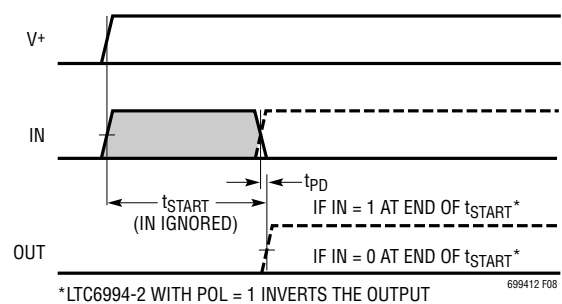 V+
IN
tPD
tSTART
(IN IGNORED)
IF IN = 1 AT END OF tSTART*
OUT
IF IN = 0 AT END OF tSTART*
*LTC6994-2 WITH POL = 1 INVERTS THE OUTPUT
699412 F08